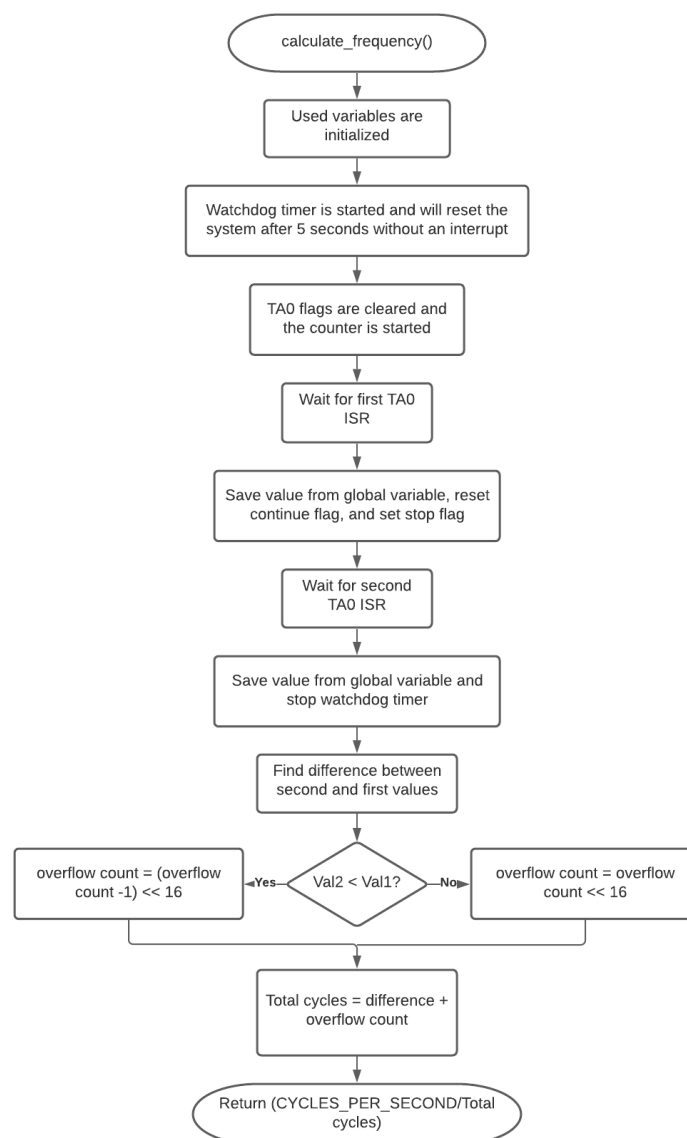 calculate_frequency()
Used variables are
initialized
Watchdog timer is started and will reset the
system after 5 seconds without an interrupt
TA0 flags are cleared and
the counter is started
Wait for first TA0
ISR
Save value from global variable, reset
continue flag, and set stop flag
Wait for second
TA0 ISR
Save value from global variable and
stop watchdog timer
Find difference between
second and first values
overflow count = (overflow
count -1) << 16
Yes
Val2 < Val1?
No
overflow count = overflow
count << 16
Total cycles = difference +
overflow count
Return (CYCLES_PER_SECOND/Total
cycles)